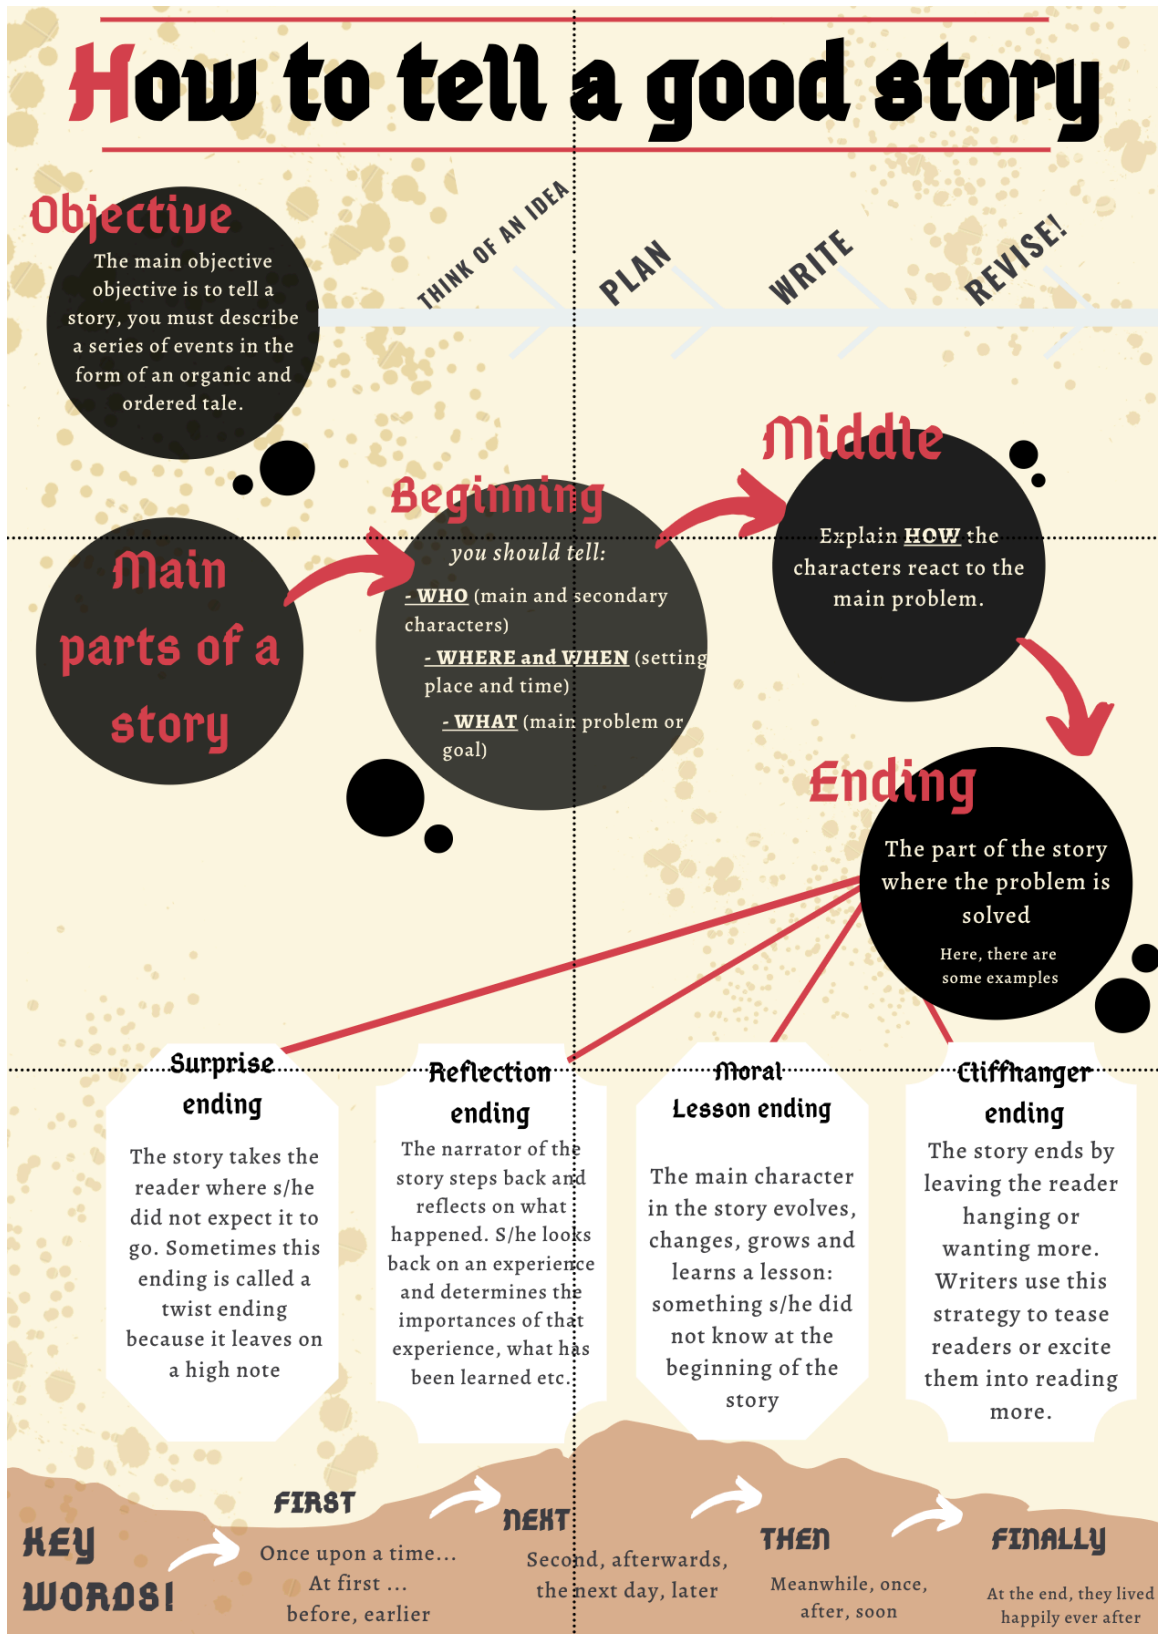 How to tell a good story
Objective
The main objective
objective is to tell a
story, you must describe
a series of events in the
form of an organic and
ordered tale.
THINK OF AN IDEA
PLAN
WRITE
REVISE!
Main
parts of a
story
Beginning
you should tell:
- WHO (main and secondary
characters)
- WHERE and WHEN (setting
place and time)
- WHAT (main problem or
goal)
Middle
Explain HOW the
characters react to the
main problem.
Ending
The part of the story
where the problem is
solved
Here, there are
some examples
Surprise
ending
The story takes the
reader where s/he
did not expect it to
go. Sometimes this
ending is called a
twist ending
because it leaves on
a high note
Reflection
ending
The narrator of the
story steps back and
reflects on what
happened. S/he looks
back on an experience
and determines the
importances of that
experience, what has
been learned etc.
Moral
Lesson ending
The main character
in the story evolves,
changes, grows and
learns a lesson:
something s/he did
not know at the
beginning of the
story
Cliffhanger
ending
The story ends by
leaving the reader
hanging or
wanting more.
Writers use this
strategy to tease
readers or excite
them into reading
more.
KEY
WORDS!
FIRST
Once upon a time...
At first ...
before, earlier
NEXT
Second, afterwards,
the next day, later
THEN
Meanwhile, once,
after, soon
FINALLY
At the end, they lived
happily ever after